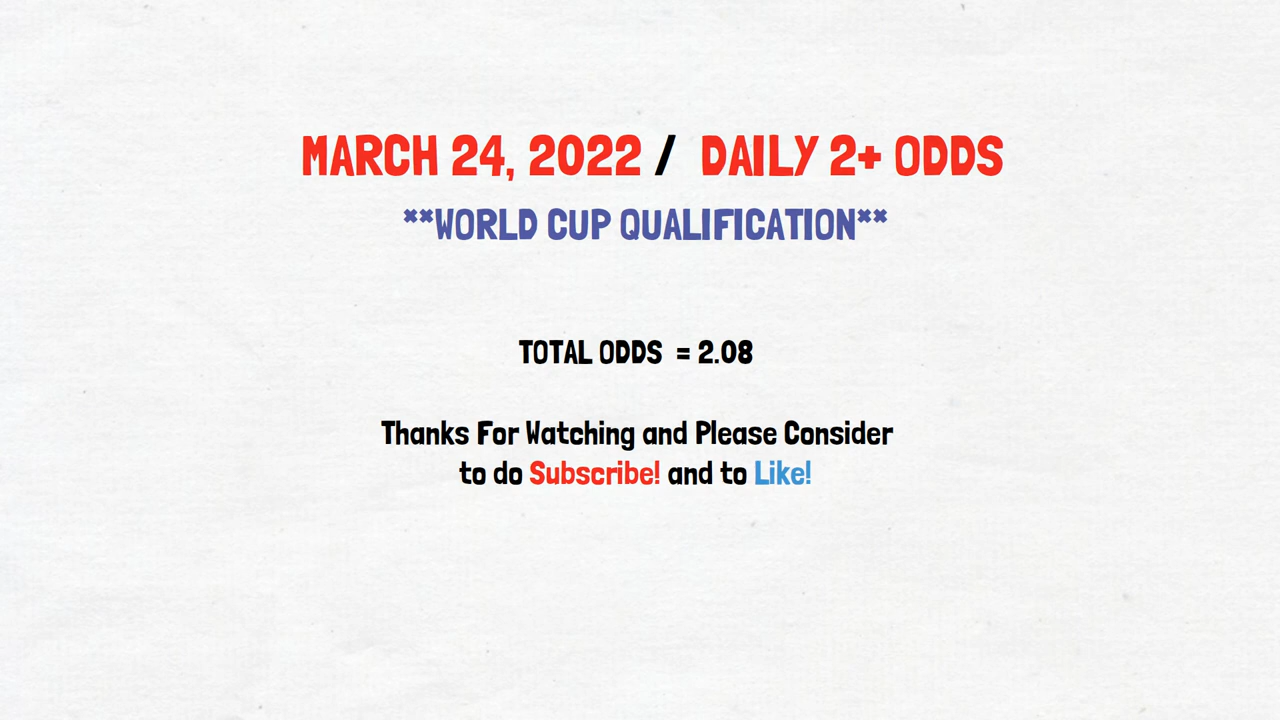 MARCH 24, 2022 / DAILY 2+ ODDS
**WORLD CUP QUALIFICATION**
TOTAL ODDS = 2.08
Thanks For Watching and Please Consider
to do Subscribe! and to Like!